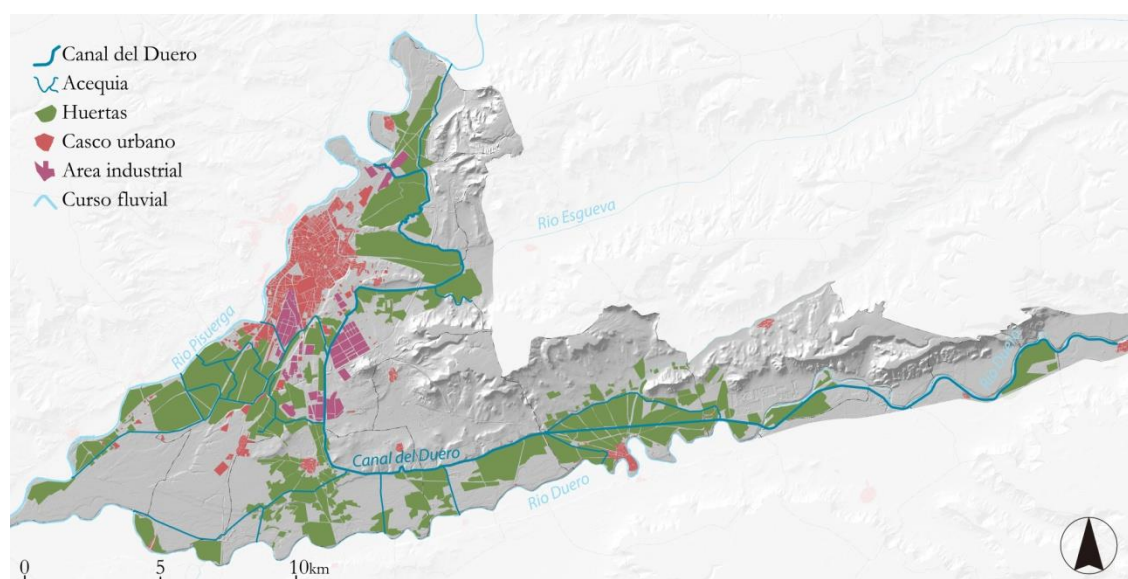 Canal del Duero
Acequia
Huertas
Casco urbano
Area industrial
Curso fluvial
Río Esgueva
Río Pisuerga
Canal del Duero
Río Duero
0 5 10km